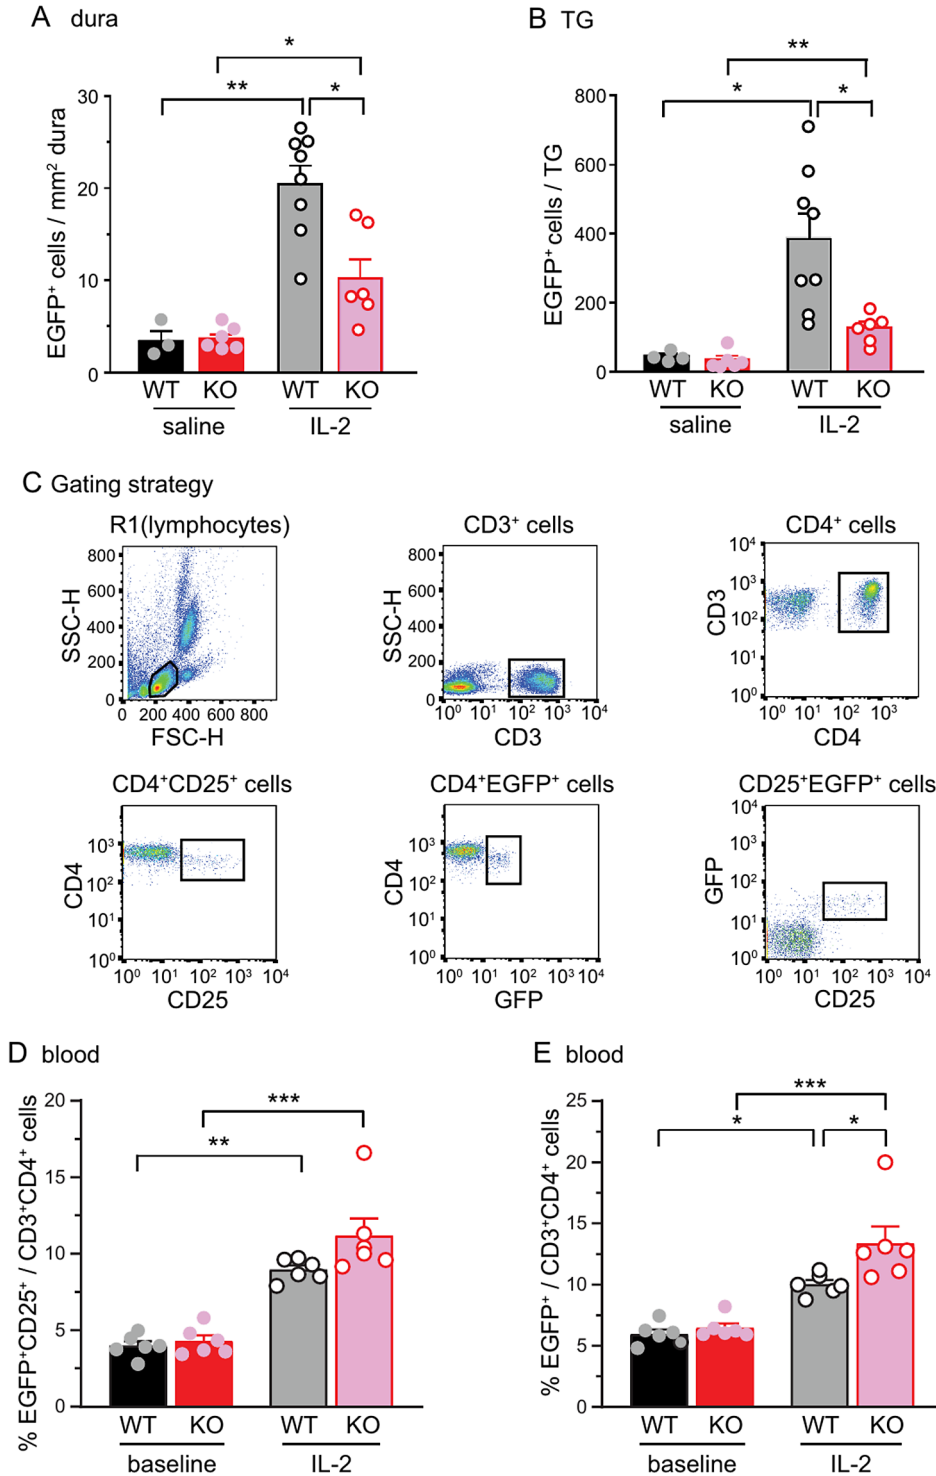 A dura
EGFP⁺ cells / mm² dura
30
20
10
0
*
**
*
WT KO WT KO
saline IL-2
B TG
EGFP⁺ cells / TG
800
600
400
200
0
**
*
*
WT KO WT KO
saline IL-2
C Gating strategy
R1(lymphocytes)
SSC-H
800
600
400
200
0
0 200 400 600 800
FSC-H
CD3⁺ cells
SSC-H
800
600
400
200
0
10⁰ 10¹ 10² 10³ 10⁴
CD3
CD4⁺ cells
CD3
10⁴
10³
10²
10¹
10⁰
10⁰ 10¹ 10² 10³
CD4
CD4⁺CD25⁺ cells
CD4
10³
10²
10¹
10⁰
10⁰ 10¹ 10² 10³ 10⁴
CD25
CD4⁺EGFP⁺ cells
CD4
10³
10²
10¹
10⁰
10⁰ 10¹ 10² 10³ 10⁴
GFP
CD25⁺EGFP⁺ cells
GFP
10⁴
10³
10²
10¹
10⁰
10⁰ 10¹ 10² 10³ 10⁴
CD25
D blood
% EGFP⁺CD25⁺ / CD3⁺CD4⁺ cells
20
15
10
5
0
***
**
WT KO WT KO
baseline IL-2
E blood
% EGFP⁺ / CD3⁺CD4⁺ cells
25
20
15
10
5
0
***
*
*
WT KO WT KO
baseline IL-2